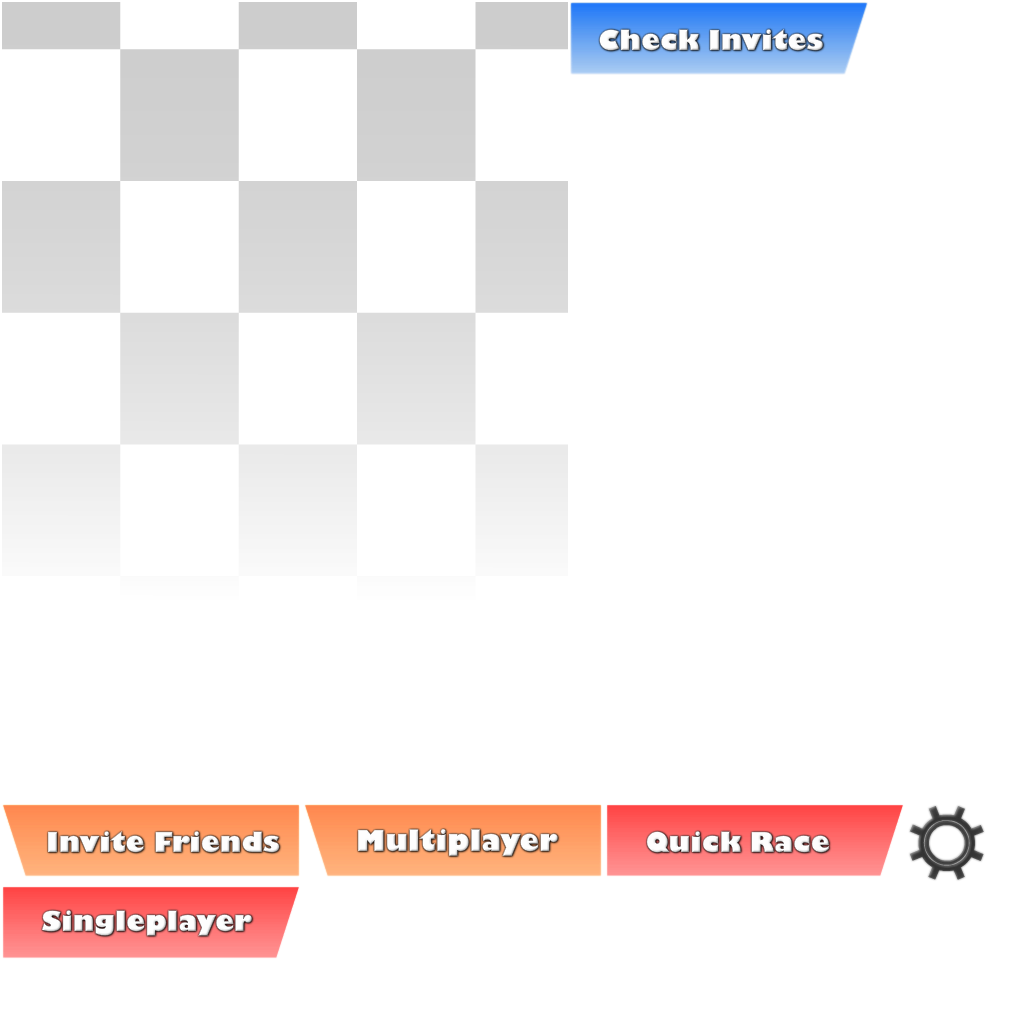 Check Invites
Invite Friends
Multiplayer
Quick Race
Singleplayer